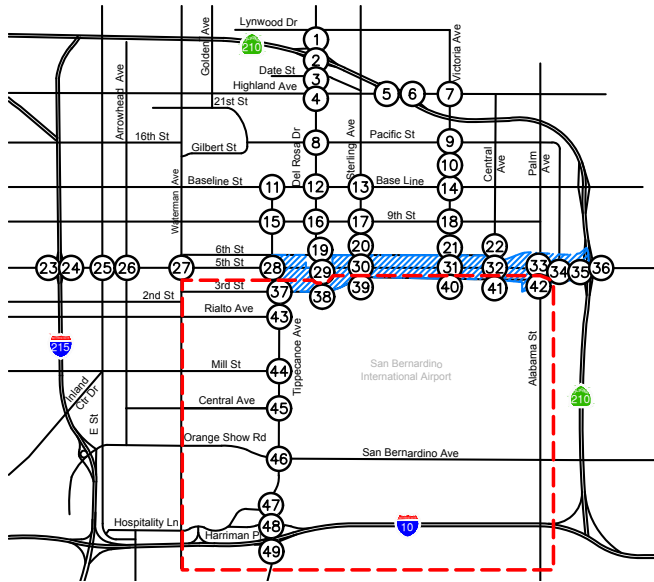 Lynwood Dr
Golden Ave
210
1
2
Date St
3
Victoria Ave
Arrowhead Ave
Highland Ave
4
5
6
7
21st St
16th St
Gilbert St
Del Rosa Dr
8
Sterling Ave
Pacific St
9
10
Central
Ave
Palm
Ave
Waterman Ave
Baseline St
11
12
13
Base Line
14
15
16
17
18
9th St
6th St
19
20
21
22
23
24
25
26
27
5th St
28
29
30
31
32
33
34
35
36
3rd St
37
38
39
40
41
42
2nd St
Rialto Ave
43
Tippecanoe Ave
215
Mill St
44
San Bernardino
International Airport
Alabama St
Inland
Ctr Dr
E St
Central Ave
45
210
Orange Show Rd
46
San Bernardino Ave
47
Hospitality Ln
48
10
Harriman P
49